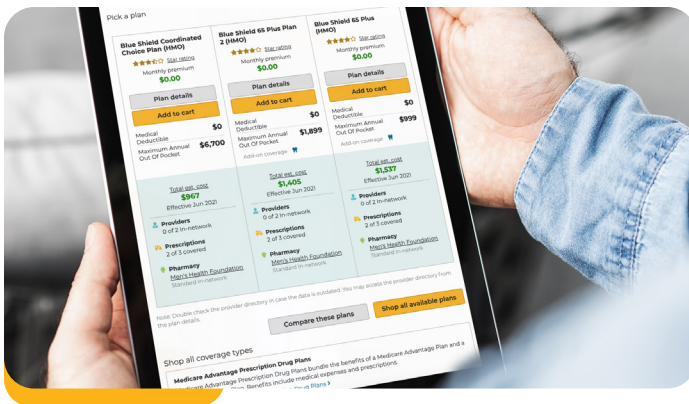 Pick a plan
Blue Shield Coordinated
Choice Plan (HMO)
Star rating
Monthly premium
$0.00
Plan details
Add to cart
Medical
Deductible
$0
Maximum Annual
Out Of Pocket
$6,700
Total est. cost
$967
Effective Jun 2021
Providers
0 of 2 in-network
Prescriptions
2 of 3 covered
Pharmacy
Men's Health Foundation
Standard in-network
Blue Shield 65 Plus Plan
2 (HMO)
Star rating
Monthly premium
$0.00
Plan details
Add to cart
Medical
Deductible
$0
Maximum Annual
Out Of Pocket
$1,899
Add-on coverage
Total est. cost
$1,405
Effective Jun 2021
Providers
0 of 2 in-network
Prescriptions
2 of 3 covered
Pharmacy
Men's Health Foundation
Standard in-network
Blue Shield 65 Plus
(HMO)
Star rating
Monthly premium
$0.00
Plan details
Add to cart
Medical
Deductible
$0
Maximum Annual
Out Of Pocket
$999
Add-on coverage
Total est. cost
$1,537
Effective Jun 2021
Providers
0 of 2 in-network
Prescriptions
2 of 3 covered
Pharmacy
Men's Health Foundation
Standard in-network
Note: Double check the provider directory in case the data is outdated. You may access the provider directory from
the plan details.
Compare these plans
Shop all available plans
Shop all coverage types
Medicare Advantage Prescription Drug Plans
Medicare Advantage Prescription Drug Plans bundle the benefits of a Medicare Advantage Plan and a
Plan. Benefits include medical expenses and prescriptions.
Drug Plans >